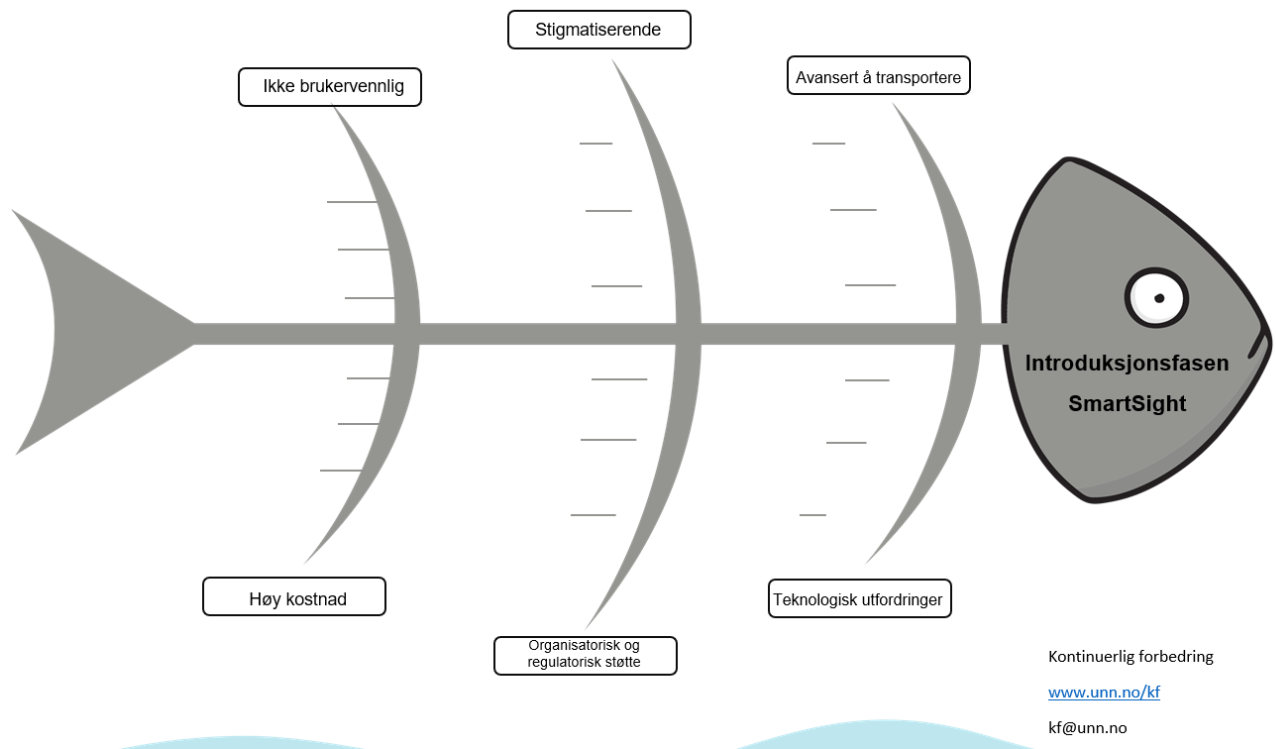 Stigmatiserende
Ikke brukervennlig
Avansert å transportere
Introduksjonsfasen
SmartSight
Høy kostnad
Organisatorisk og
regulatorisk støtte
Teknologisk utfordringer
Kontinuerlig forbedring
www.unn.no/kf
kf@unn.no